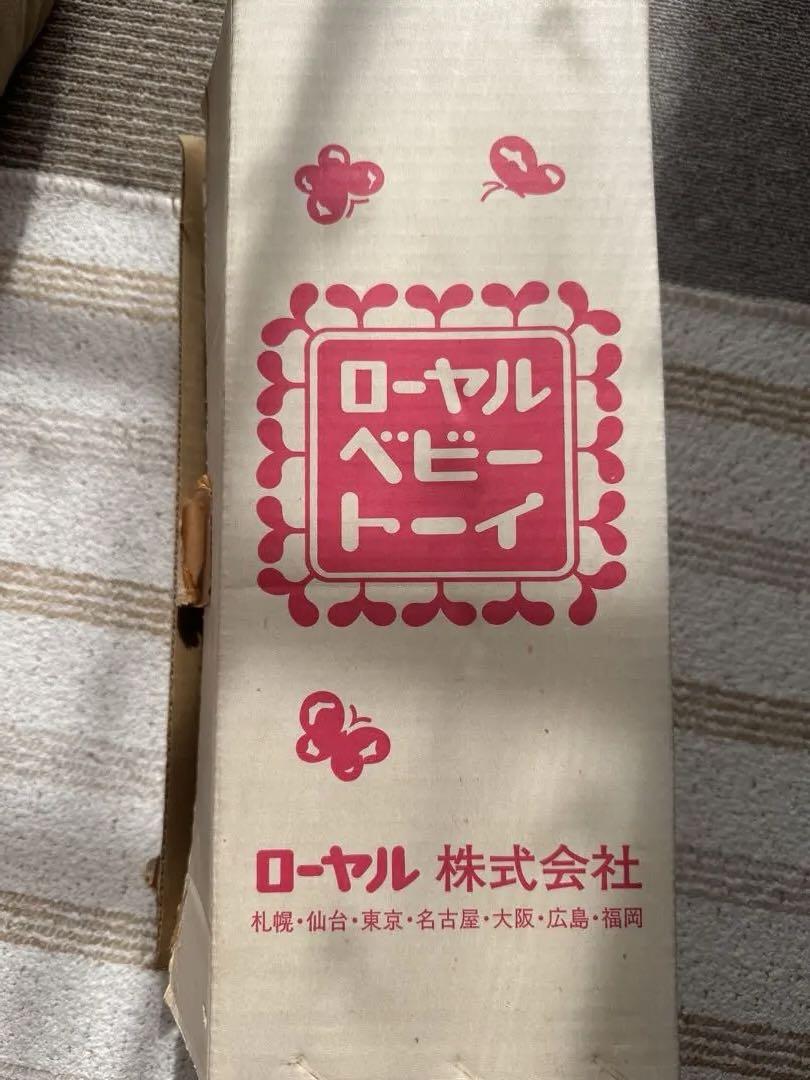 ローヤル
ベビー
トーイ
ローヤル 株式会社
札幌・仙台・東京・名古屋・大阪・広島・福岡